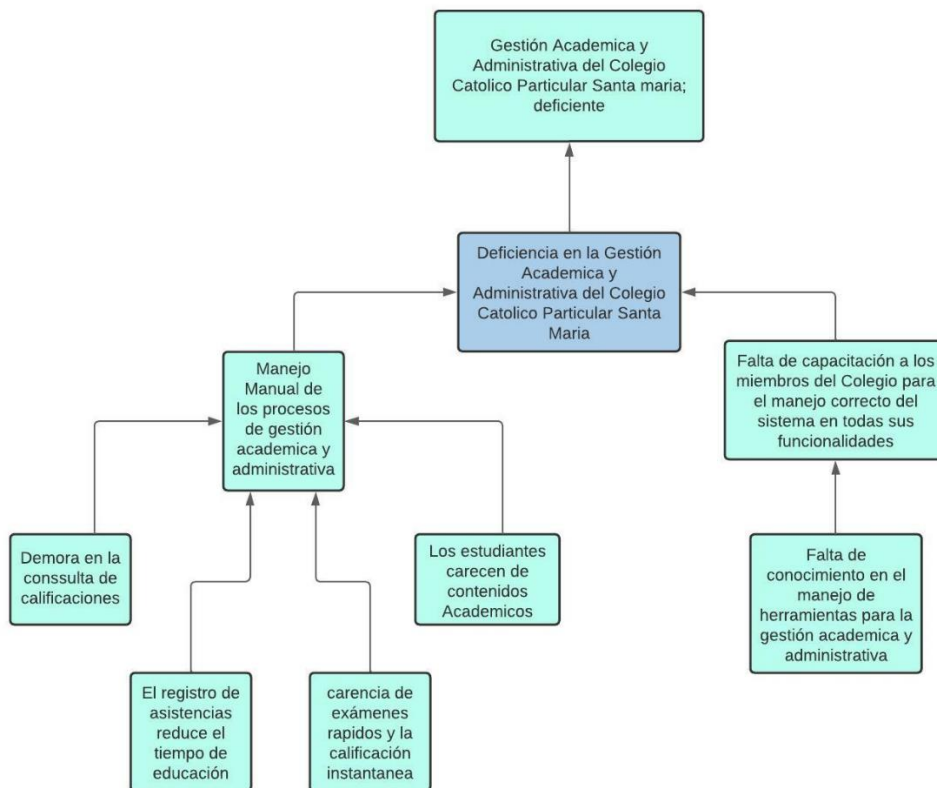 Gestión Academica y
Administrativa del Colegio
Catolico Particular Santa maria;
deficiente
Deficiencia en la Gestión
Academica y
Administrativa del Colegio
Catolico Particular Santa
Maria
Manejo
Manual de
los procesos
de gestión
academica y
administrativa
Falta de capacitación a los
miembros del Colegio para
el manejo correcto del
sistema en todas sus
funcionalidades
Demora en la
conssulta de
calificaciones
Los estudiantes
carecen de
contenidos
Academicos
Falta de
conocimiento en el
manejo de
herramientas para la
gestión academica y
administrativa
El registro de
asistencias
reduce el
tiempo de
educación
carencia de
exámenes
rapidos y la
calificación
instantanea